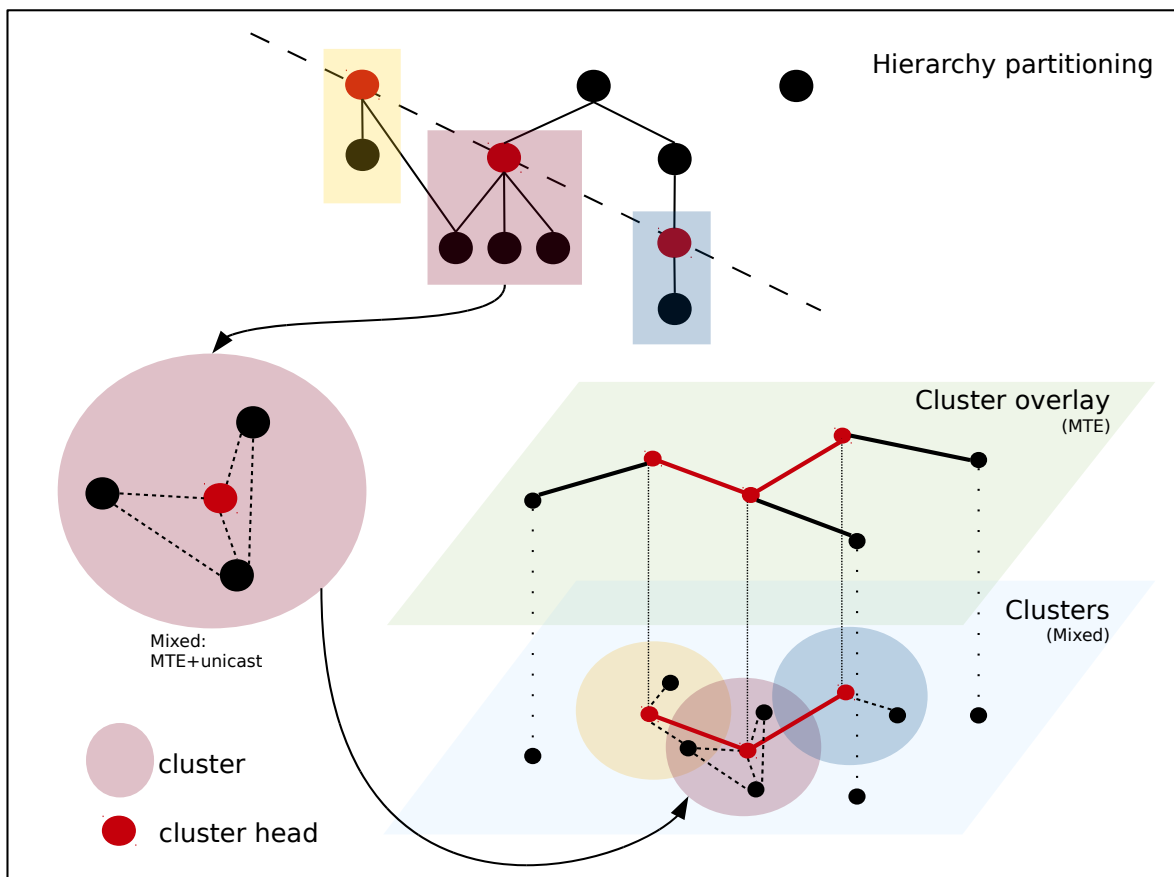 Hierarchy partitioning
Cluster overlay
(MTE)
Clusters
(Mixed)
Mixed:
MTE+unicast
cluster
cluster head